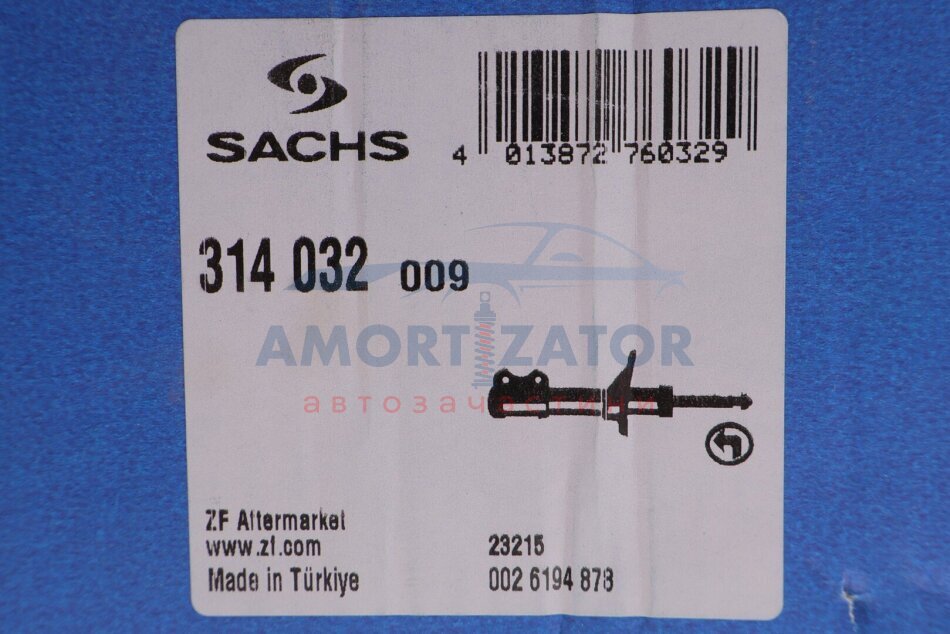 SACHS
4 013872 760329
314 032 009
AMORTIZATOR
автозачастичи
ZF Aftermarket
www.zf.com
23215
Made in Türkiye
002 6194 878